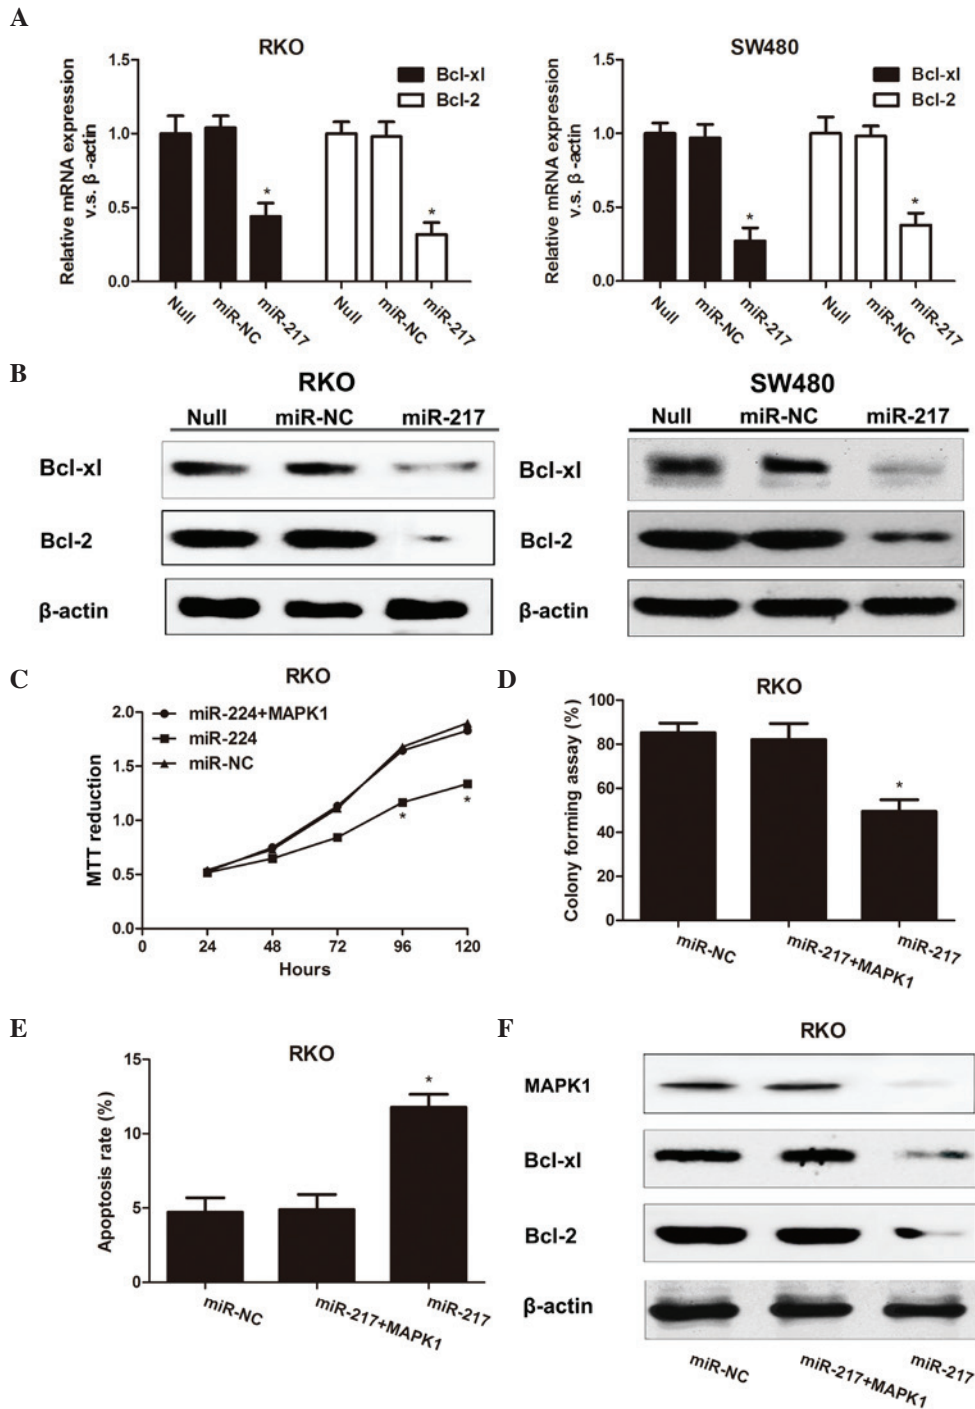 A
RKO
Relative mRNA expression
v.s. β -actin
1.5
1.0
0.5
0.0
Bcl-xl
Bcl-2
*
*
Null
miR-NC
miR-217
Null
miR-NC
miR-217
SW480
Relative mRNA expression
v.s. β -actin
1.5
1.0
0.5
0.0
Bcl-xl
Bcl-2
*
*
Null
miR-NC
miR-217
Null
miR-NC
miR-217
B
RKO
Null miR-NC miR-217
Bcl-xl
Bcl-2
β-actin
SW480
Null miR-NC miR-217
Bcl-xl
Bcl-2
β-actin
C
RKO
MTT reduction
2.0
1.5
1.0
0.5
0.0
miR-224+MAPK1
miR-224
miR-NC
*
*
0 24 48 72 96 120
Hours
D
RKO
Colony forming assay (%)
100
80
60
40
20
0
*
miR-NC
miR-217+MAPK1
miR-217
E
RKO
Apoptosis rate (%)
15
10
5
0
*
miR-NC
miR-217+MAPK1
miR-217
F
RKO
MAPK1
Bcl-xl
Bcl-2
β-actin
miR-NC
miR-217+MAPK1
miR-217